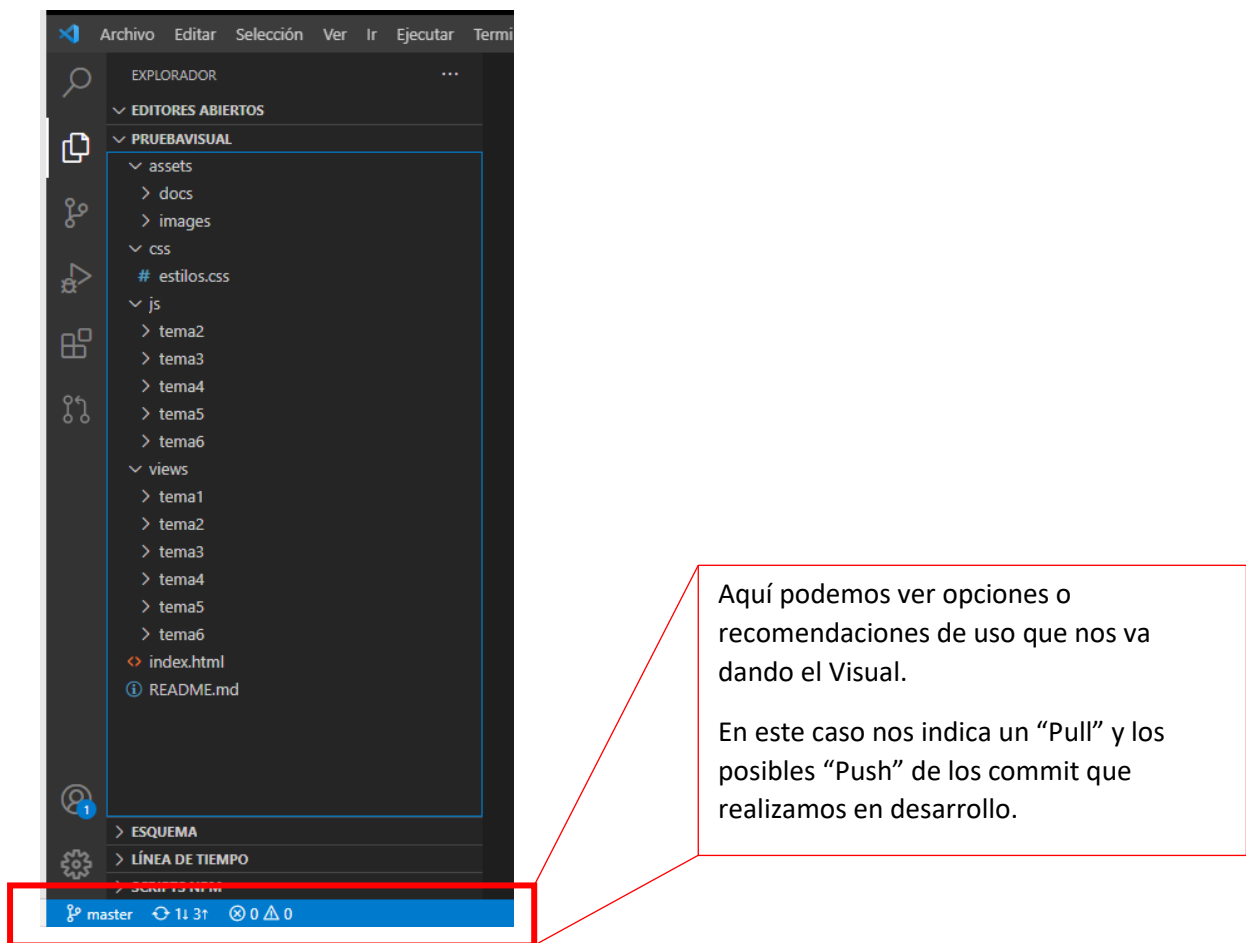 Archivo Editar Selección Ver Ir Ejecutar Termi
EXPLORADOR ...
EDITORES ABIERTOS
PRUEBAVISUAL
assets
docs
images
css
# estilos.css
js
tema2
tema3
tema4
tema5
tema6
views
tema1
tema2
tema3
tema4
tema5
tema6
<> index.html
README.md
1
ESQUEMA
LÍNEA DE TIEMPO
SCRIPTS NPM
master 1↓ 3↑ 0 0
Aquí podemos ver opciones o
recomendaciones de uso que nos va
dando el Visual.
En este caso nos indica un “Pull” y los
posibles “Push” de los commit que
realizamos en desarrollo.